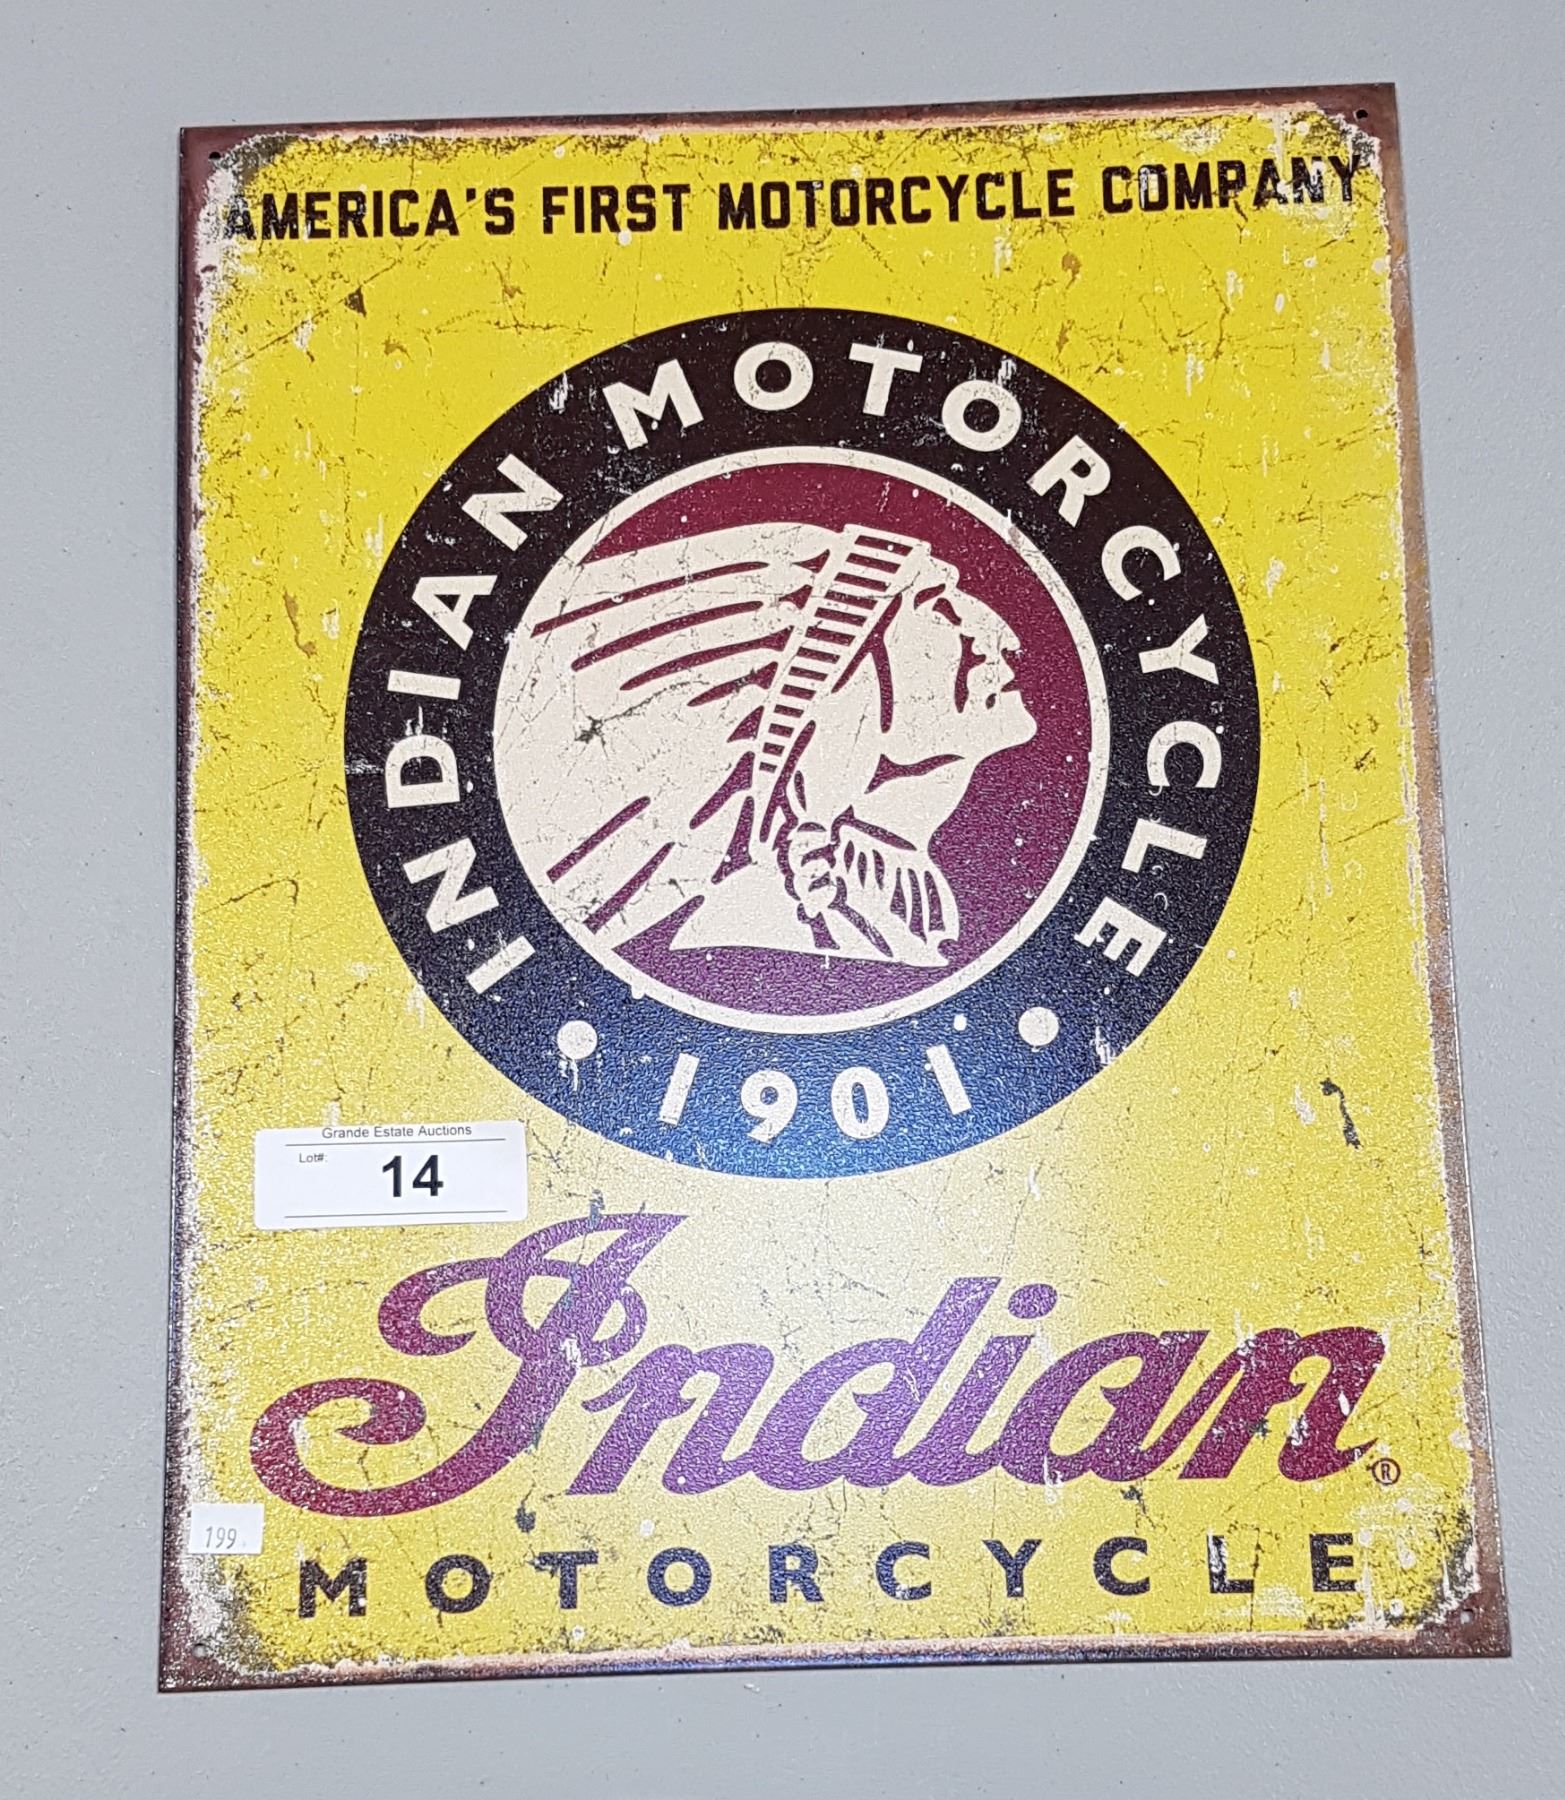 AMERICA'S FIRST MOTORCYCLE COMPANY
INDIAN MOTORCYCLE
• 1901 •
Grande Estate Auctions
Lot#: 14
Indian®
199
MOTORCYCLE